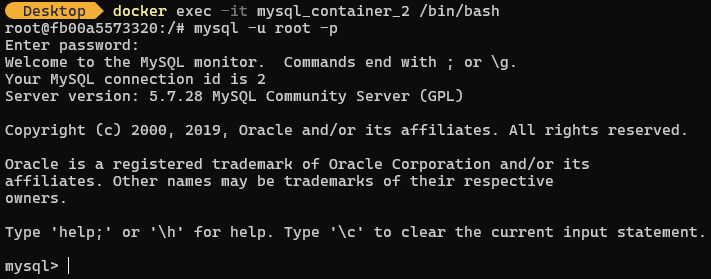 Desktop docker exec -it mysql_container_2 /bin/bash
root@fb00a5573320:/# mysql -u root -p
Enter password:
Welcome to the MySQL monitor.  Commands end with ; or \g.
Your MySQL connection id is 2
Server version: 5.7.28 MySQL Community Server (GPL)
Copyright (c) 2000, 2019, Oracle and/or its affiliates. All rights reserved.
Oracle is a registered trademark of Oracle Corporation and/or its
affiliates. Other names may be trademarks of their respective
owners.
Type 'help;' or '\h' for help. Type '\c' to clear the current input statement.
mysql>